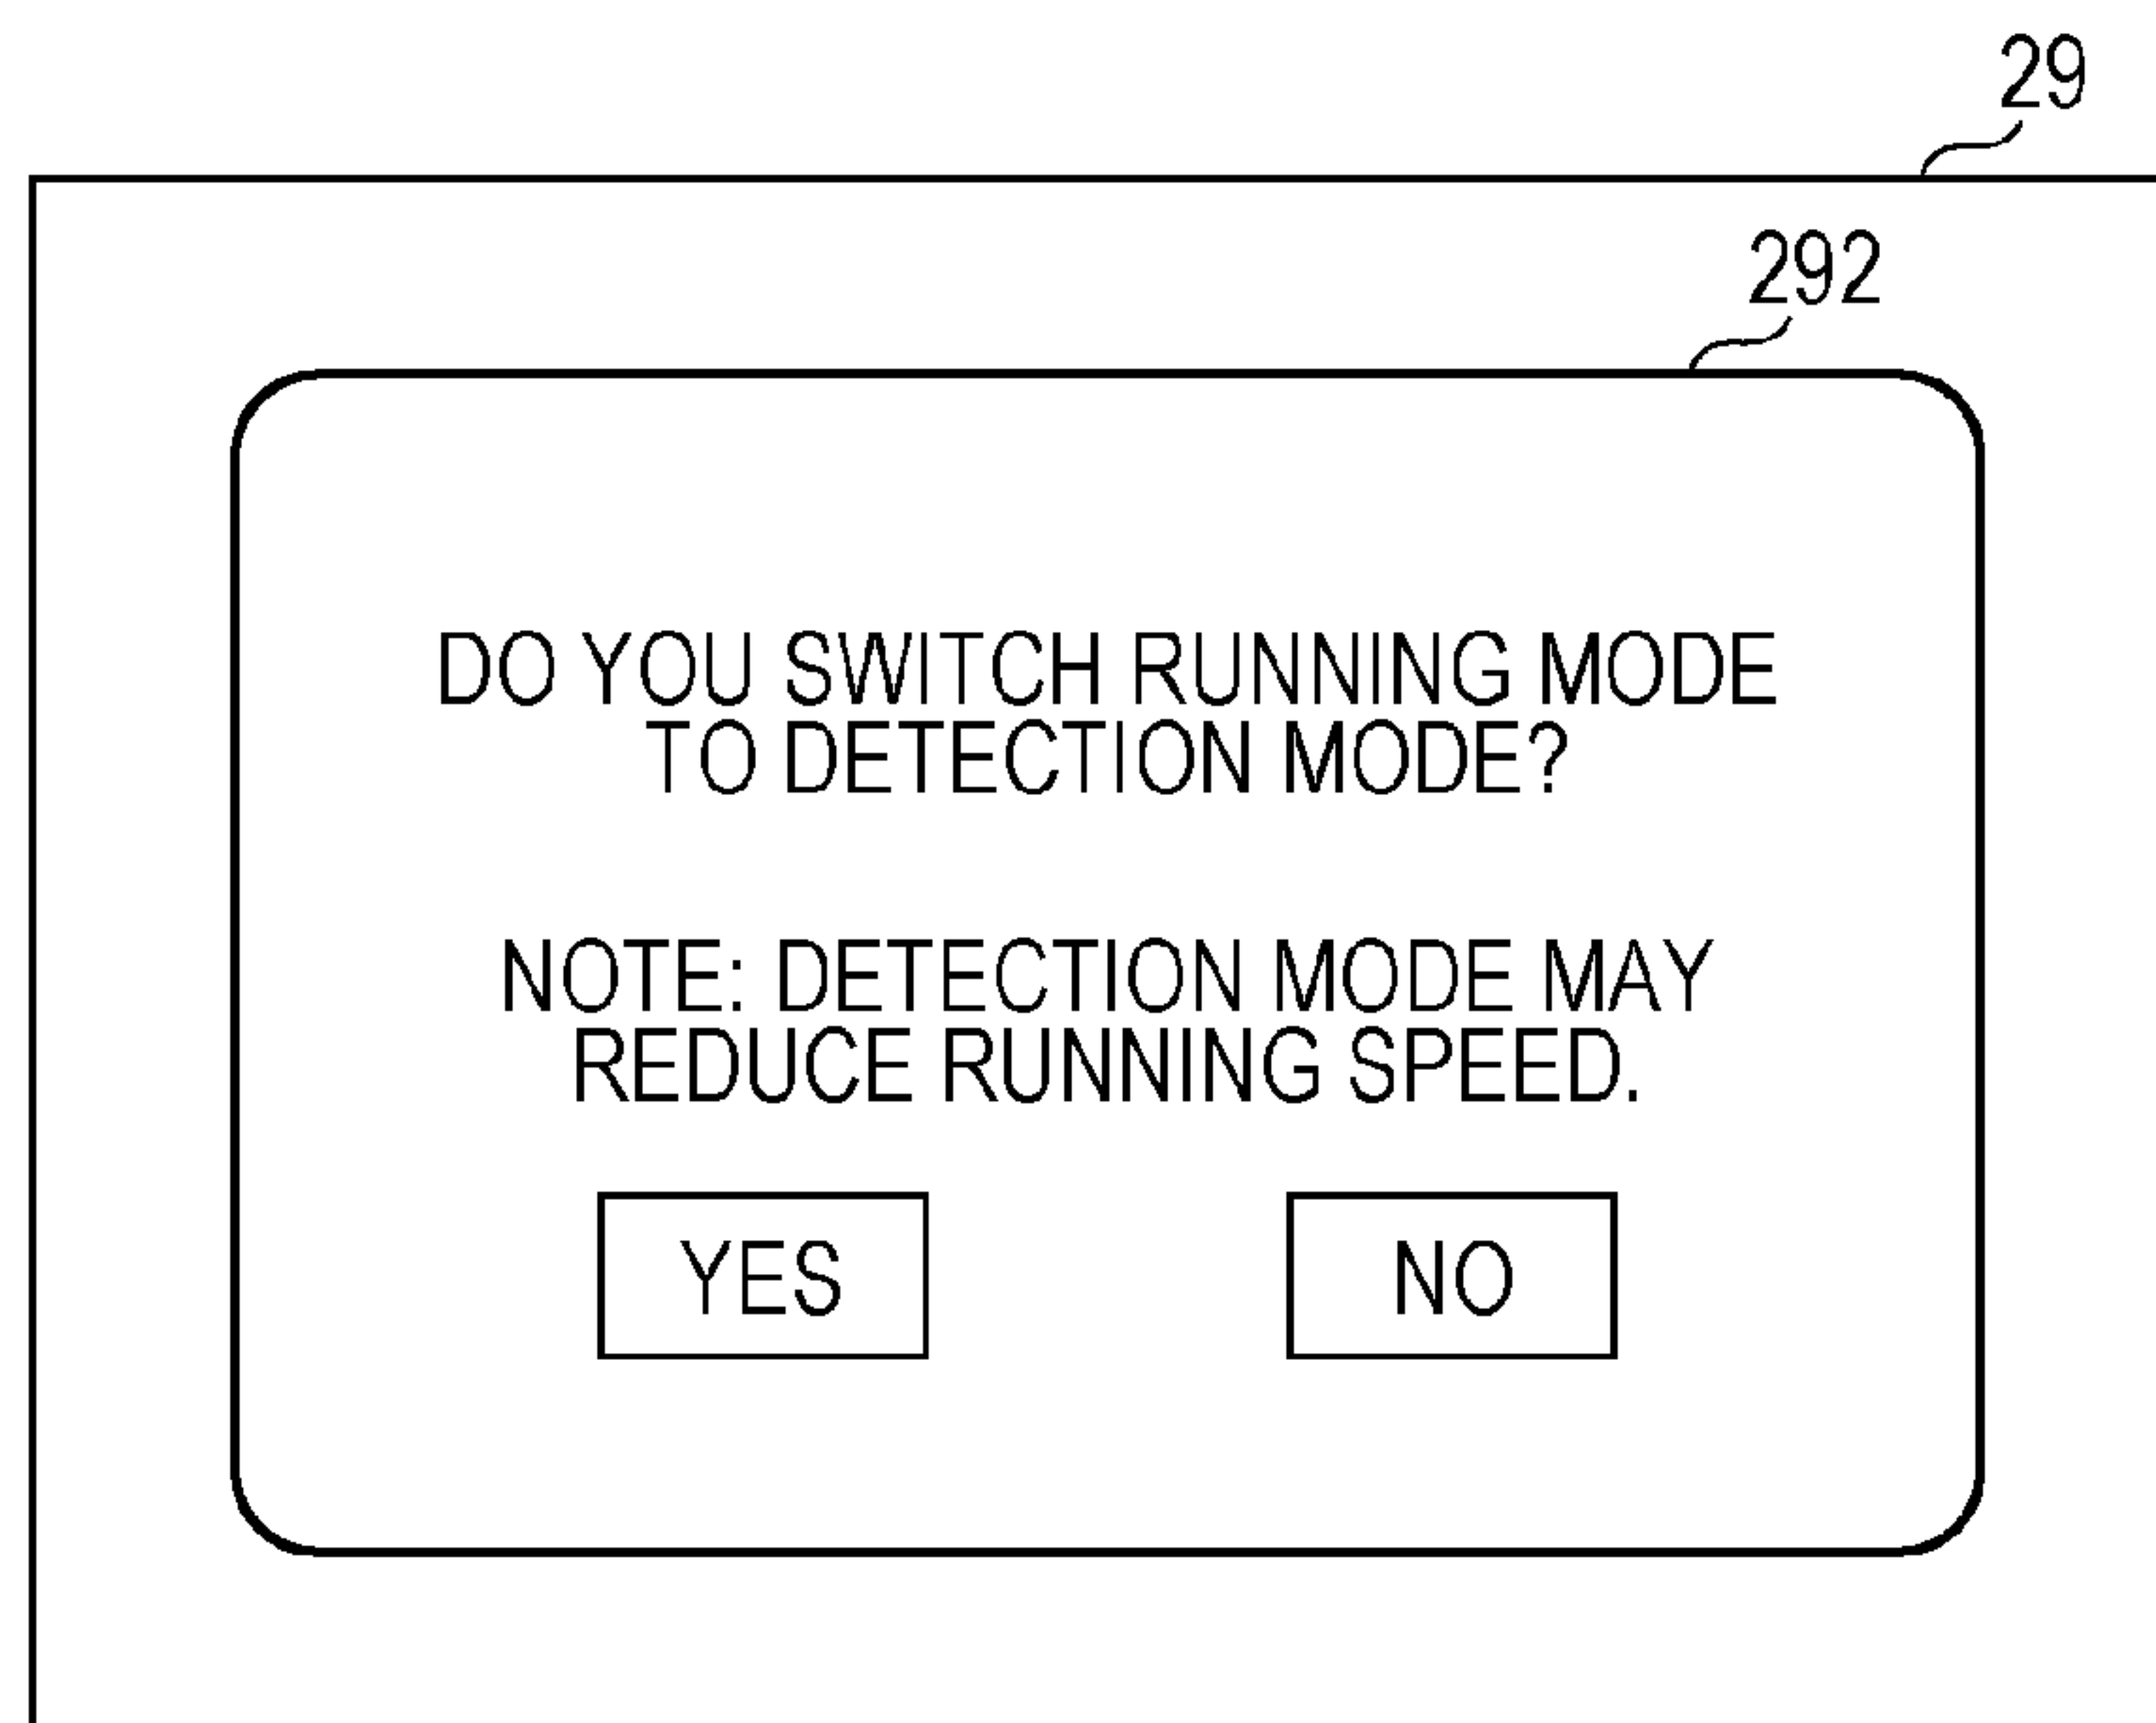 29
292
DO YOU SWITCH RUNNING MODE
TO DETECTION MODE?
NOTE: DETECTION MODE MAY
REDUCE RUNNING SPEED.
YES NO